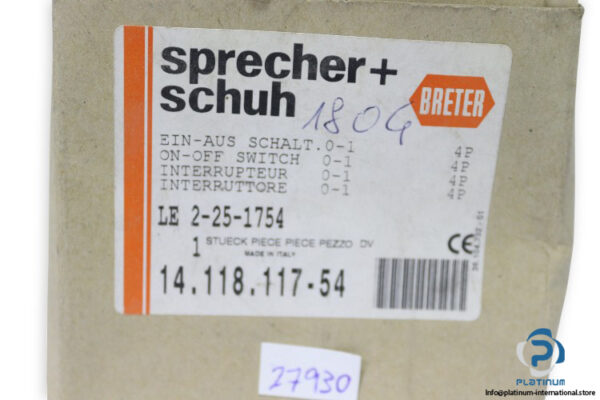 sprecher+
schuh
BRETER
1804
EIN-AUS SCHALT.0-1 4P
ON-OFF SWITCH 0-1 4P
INTERRUPTEUR 0-1 4P
INTERRUTTORE 0-1 4P
LE 2-25-1754
1 STUECK PIECE PIECE PEZZO DV
MADE IN ITALY
CE
14.118.117-54
27930
PLATINUM
Info@platinum-international.store